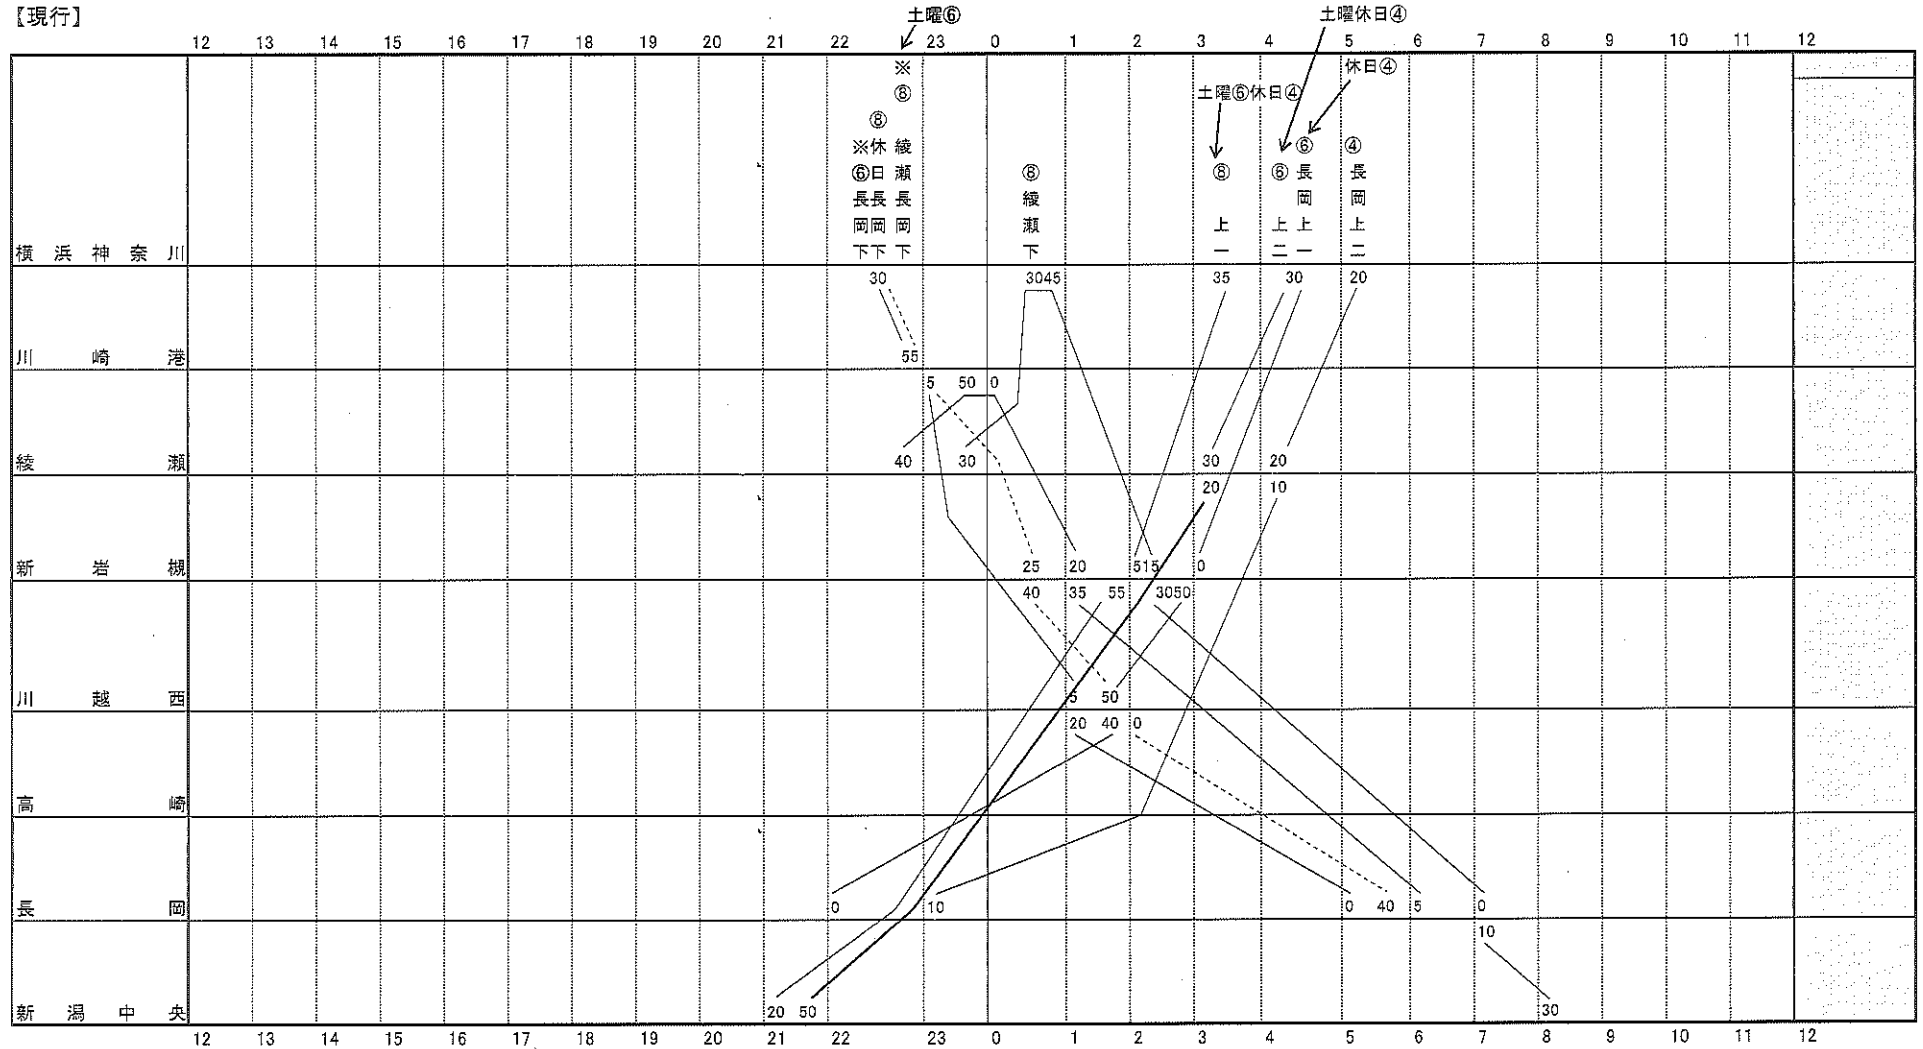 【現行】
土曜⑥
土曜休日④
12 13 14 15 16 17 18 19 20 21 22 23 0 1 2 3 4 5 6 7 8 9 10 11 12
※
休日④
⑧
土曜⑥休日④
※⑥長岡下
⑧休日長岡下
綾瀬長岡下
⑧綾瀬下
⑧上一
⑥上二
⑥長岡上一
④長岡上二
横浜神奈川
30 3045 35 30 20
55
川崎港
5 50 0
40 30 30 20
綾瀬
20 10
25 20 515 0
新岩槻
40 35 55 3050
5 50
川越西
20 40 0
高崎
0 10 0 40 5 0
長岡
10
20 50 30
新潟中央
12 13 14 15 16 17 18 19 20 21 22 23 0 1 2 3 4 5 6 7 8 9 10 11 12